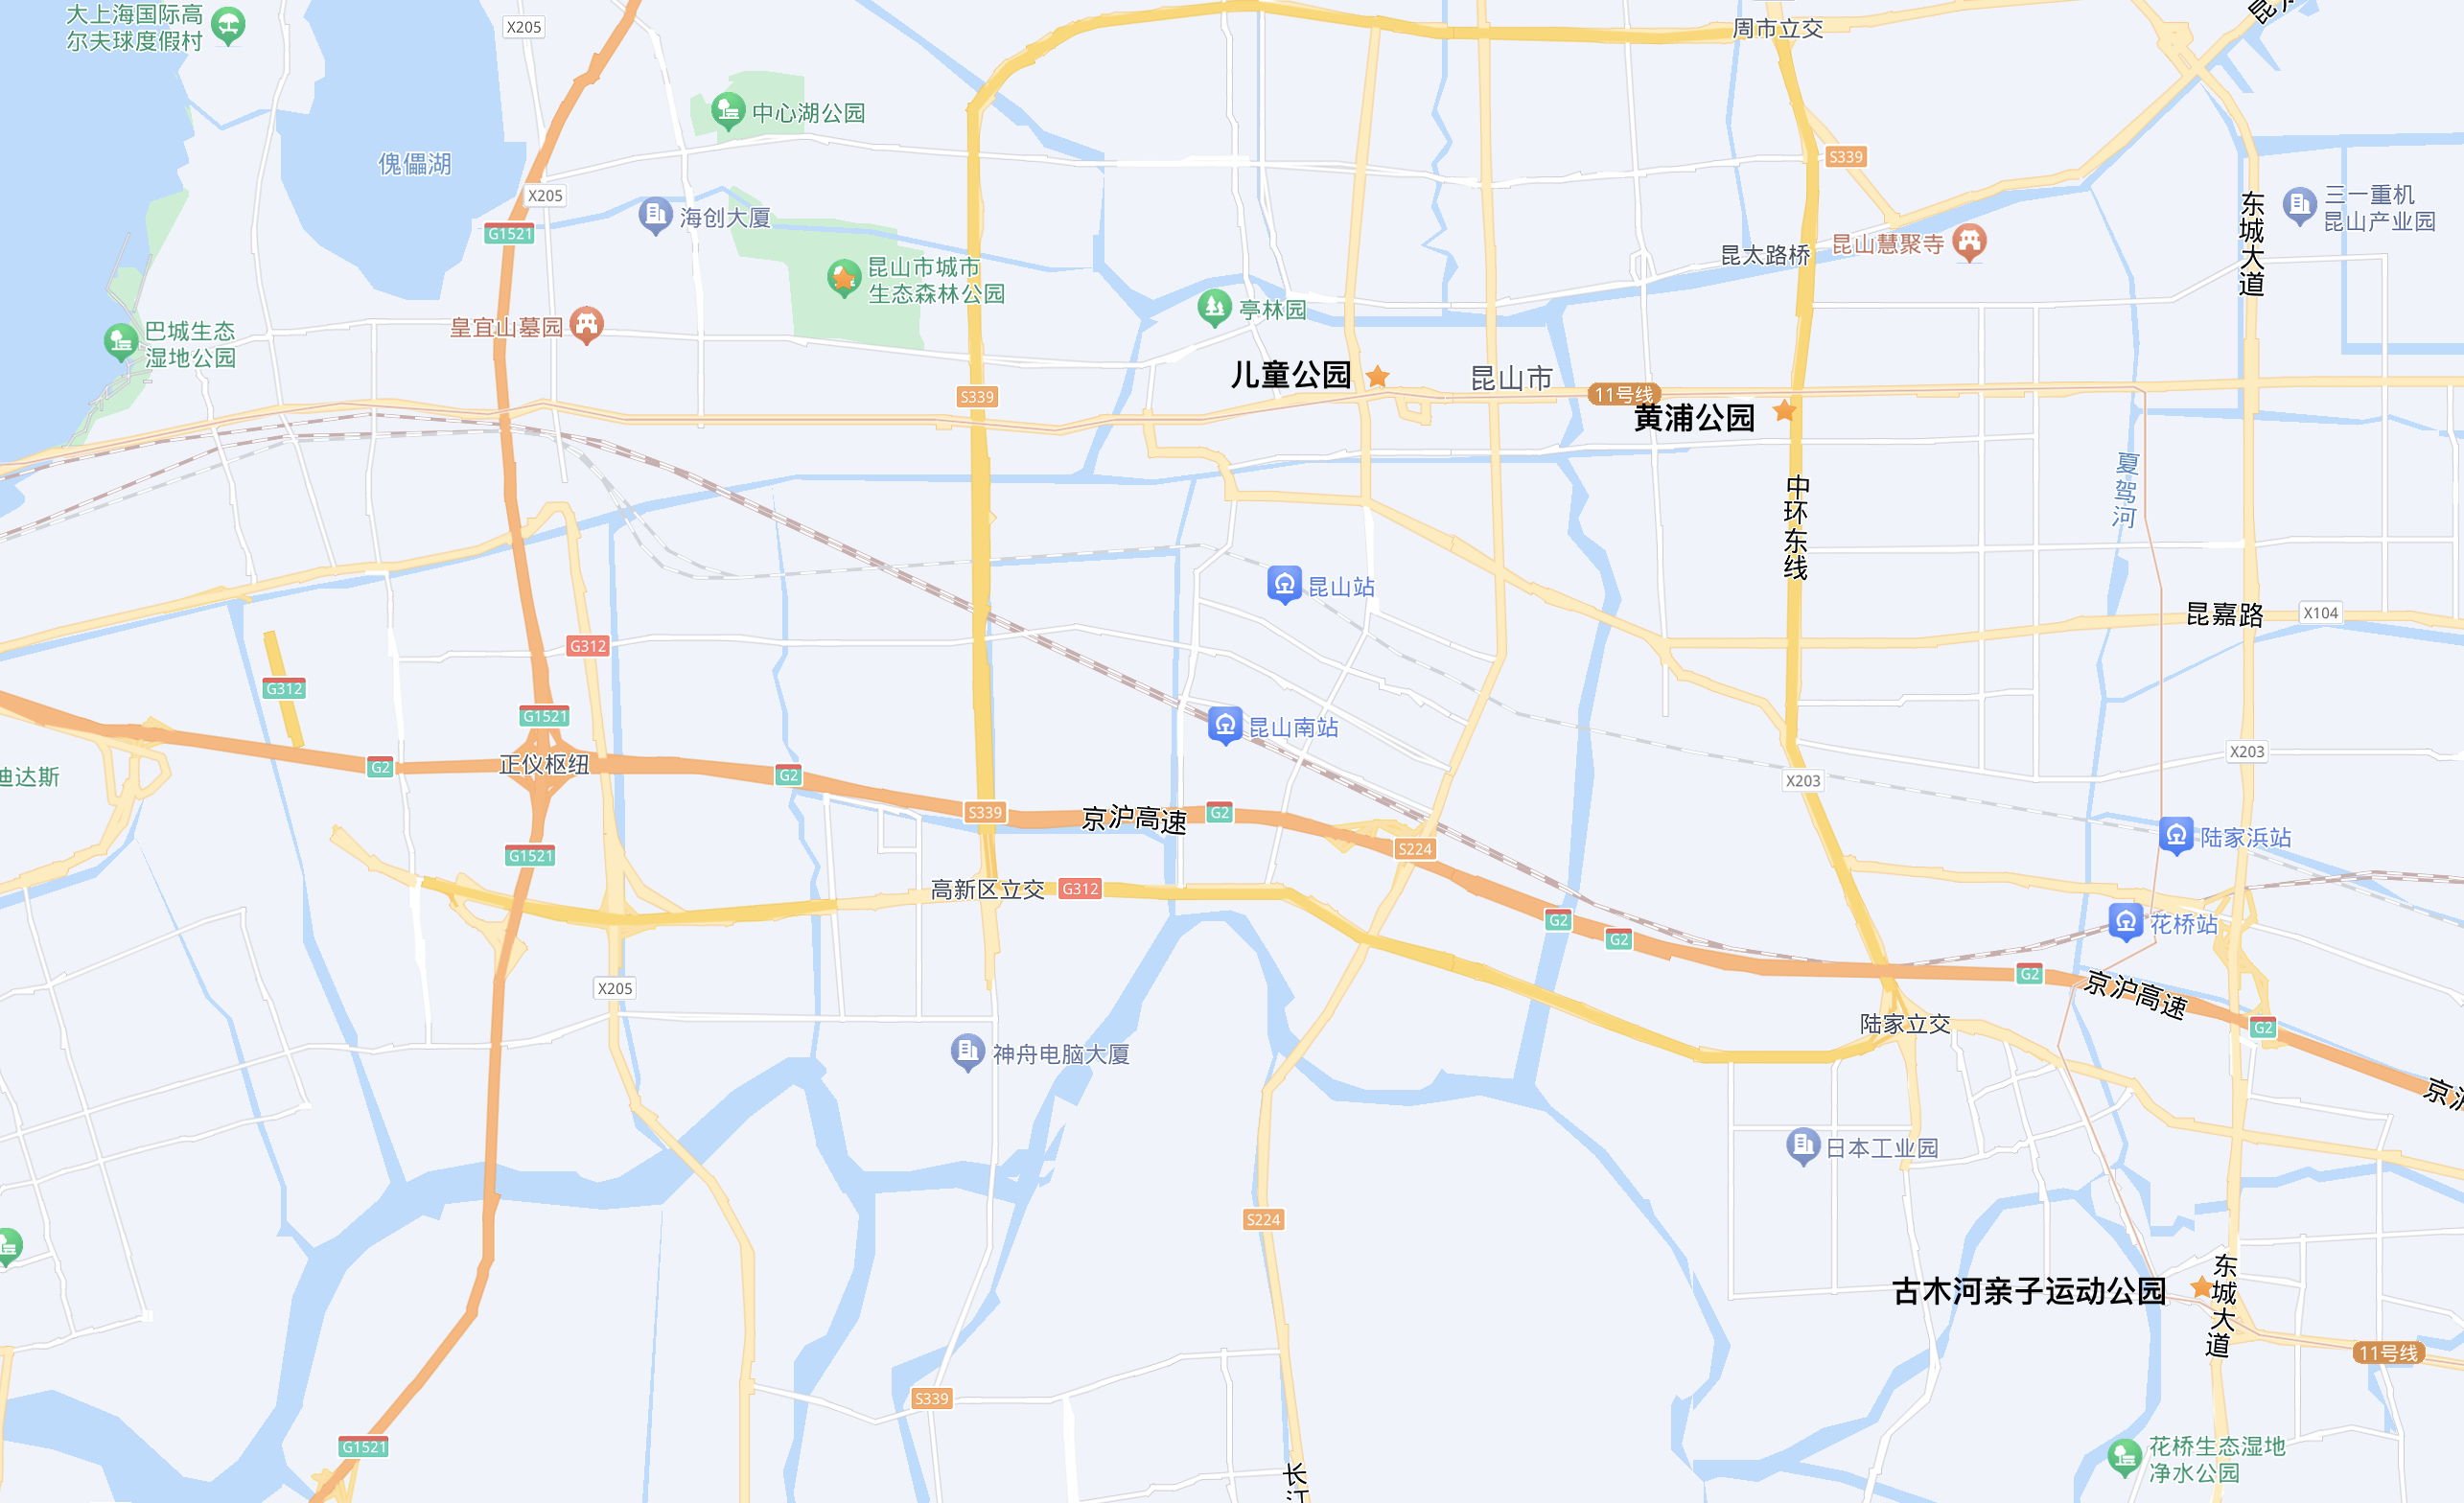 大上海国际高
尔夫球度假村
X205
周市立交
昆
中心湖公园
S339
傀儡湖
X205
三一重机
昆山产业园
东城大道
海创大厦
G1521
昆山慧聚寺
昆太路桥
昆山市城市
生态森林公园
亭林园
皇宜山墓园
巴城生态
湿地公园
儿童公园
昆山市
11号线
S339
黄浦公园
夏驾河
中环东线
昆山站
昆嘉路
X104
G312
G312
G1521
昆山南站
X203
正仪枢纽
G2
G2
迪达斯
X203
S339
京沪高速
G2
陆家浜站
S224
G1521
高新区立交
G312
G2
花桥站
G2
G2
京沪高速
X205
陆家立交
G2
神舟电脑大厦
京沪
日本工业园
S224
古木河亲子运动公园
东城大道
11号线
S339
G1521
花桥生态湿地
净水公园
长江